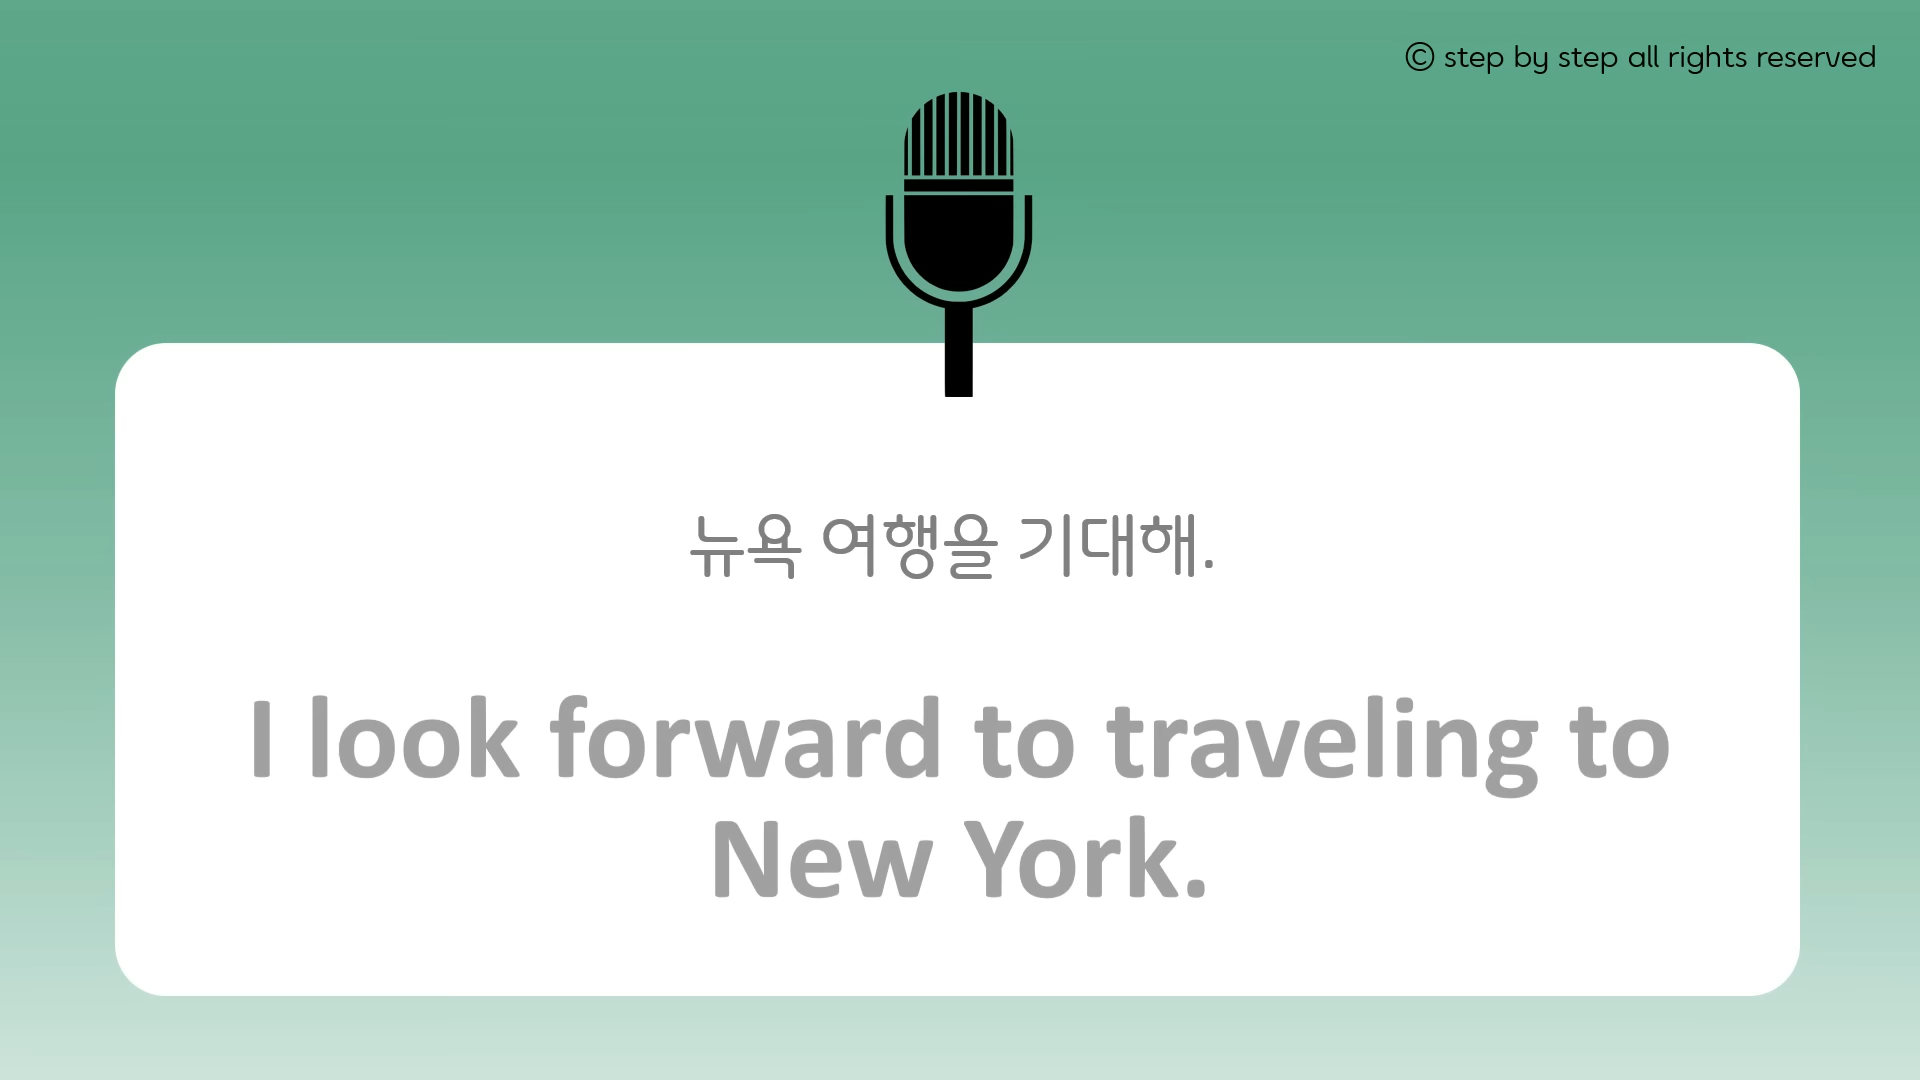 © step by step all rights reserved
뉴욕 여행을 기대해.
I look forward to traveling to
New York.